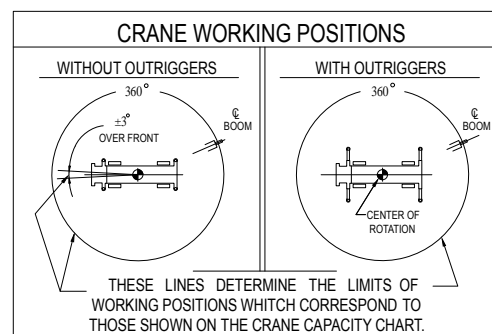 CRANE WORKING POSITIONS
WITHOUT OUTRIGGERS
360°
±3°
OVER FRONT
℄
BOOM
WITH OUTRIGGERS
360°
℄
BOOM
CENTER OF
ROTATION
THESE LINES DETERMINE THE LIMITS OF
WORKING POSITIONS WHITCH CORRESPOND TO
THOSE SHOWN ON THE CRANE CAPACITY CHART.